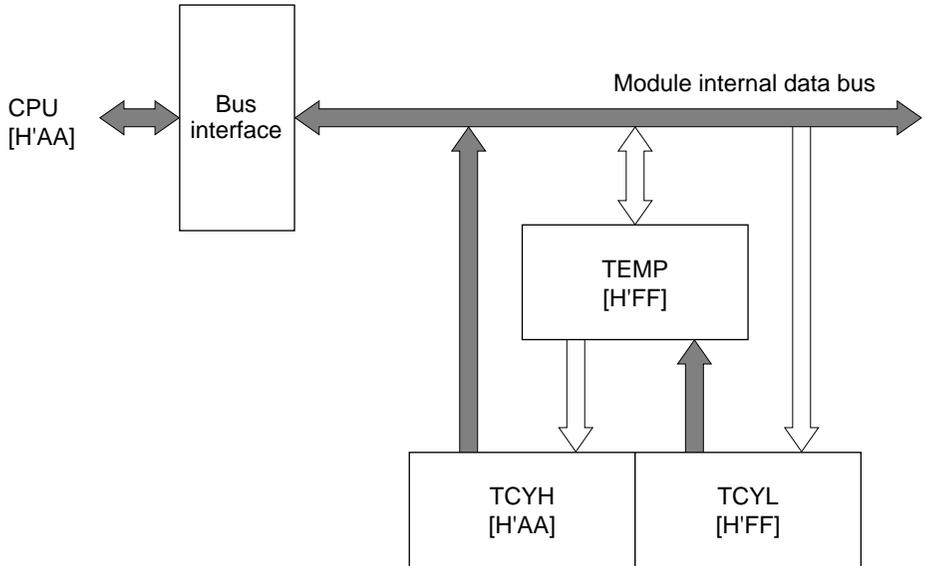 Module internal data bus
CPU
[H'AA]
Bus
interface
TEMP
[H'FF]
TCYH
[H'AA]
TCYL
[H'FF]